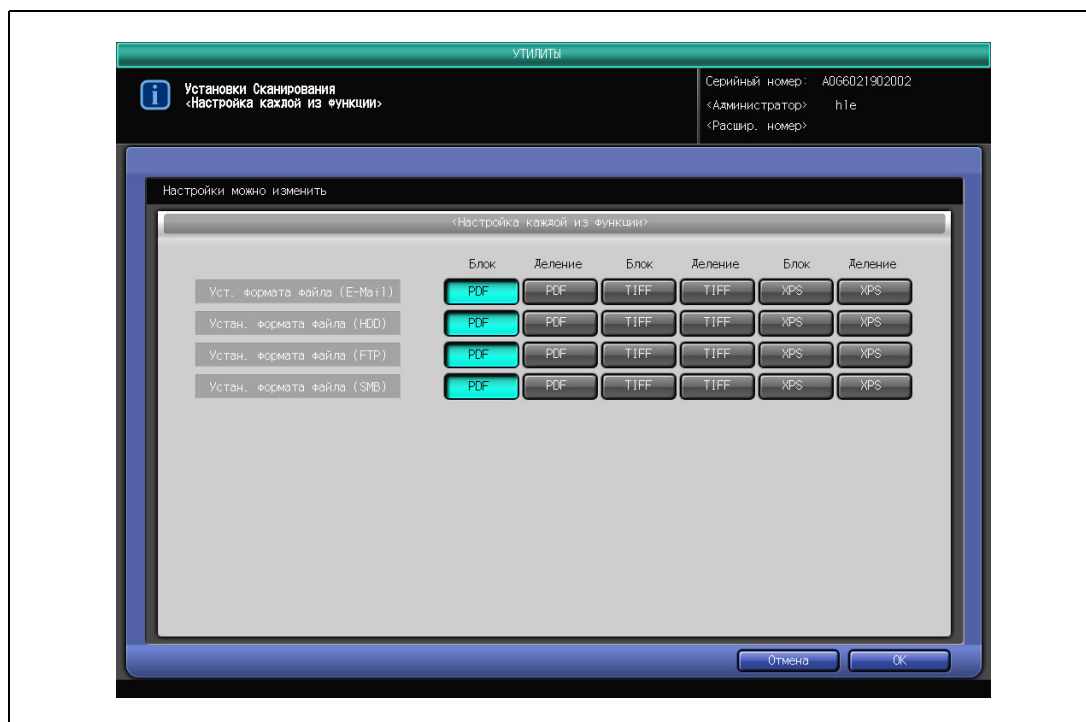 УТИЛИТЫ
Установки Сканирования
<Настройка каждой из функции>
Серийный номер: A0G6021902002
<Администратор> hle
<Расшир. номер>
Настройки можно изменить
<Настройка каждой из функции>
Блок Деление Блок Деление Блок Деление
Уст. формата файла (E-Mail) PDF PDF TIFF TIFF XPS XPS
Устан. формата файла (HDD) PDF PDF TIFF TIFF XPS XPS
Устан. формата файла (FTP) PDF PDF TIFF TIFF XPS XPS
Устан. формата файла (SMB) PDF PDF TIFF TIFF XPS XPS
Отмена OK